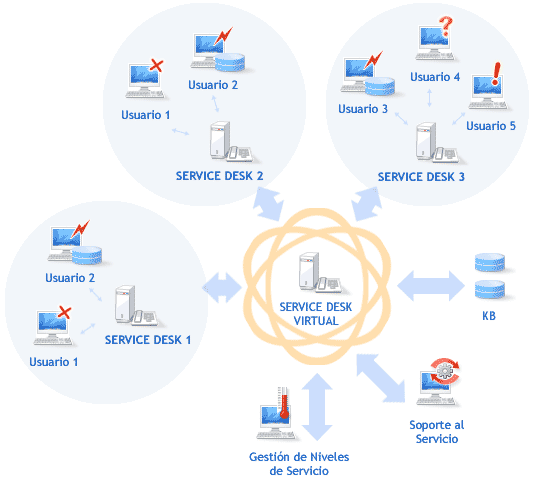 Usuario 1
Usuario 2
SERVICE DESK 2
Usuario 3
Usuario 4
Usuario 5
SERVICE DESK 3
Usuario 2
Usuario 1
SERVICE DESK 1
SERVICE DESK
VIRTUAL
KB
Soporte al
Servicio
Gestión de Niveles
de Servicio